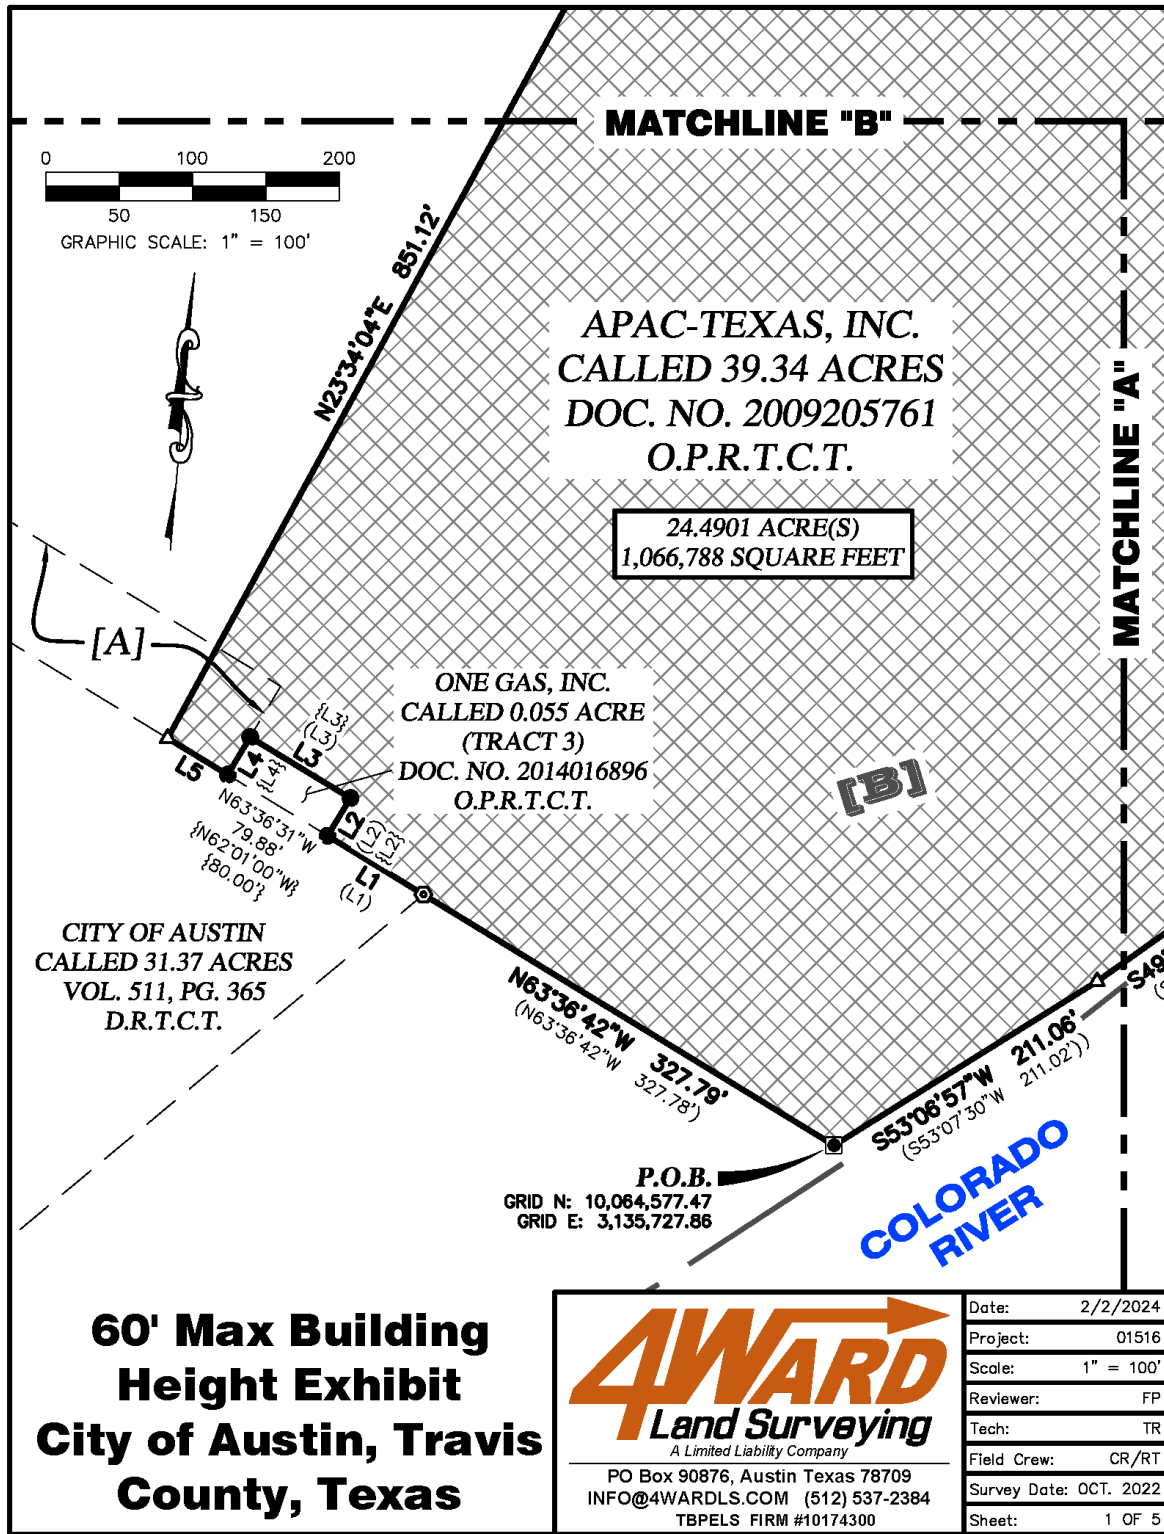 MATCHLINE "B"
0 100 200
50 150
GRAPHIC SCALE: 1" = 100'
N23°34'04"E 851.12'
APAC-TEXAS, INC.
CALLED 39.34 ACRES
DOC. NO. 2009205761
O.P.R.T.C.T.
24.4901 ACRE(S)
1,066,788 SQUARE FEET
MATCHLINE "A"
[A]
ONE GAS, INC.
CALLED 0.055 ACRE
(TRACT 3)
DOC. NO. 2014016896
O.P.R.T.C.T.
{L3}
(L3)
L3
L5
L4
{L4}
L2
(L2)
{L2}
L1
(L1)
N63°36'31"W
79.88'
{N62°01'00"W}
{80.00'}
[B]
CITY OF AUSTIN
CALLED 31.37 ACRES
VOL. 511, PG. 365
D.R.T.C.T.
N63°36'42"W 327.79'
(N63°36'42"W 327.78')
S53°06'57"W 211.06'
(S53°07'30"W 211.02'))
S49°
P.O.B.
GRID N: 10,064,577.47
GRID E: 3,135,727.86
COLORADO
RIVER
60' Max Building
Height Exhibit
City of Austin, Travis
County, Texas
4WARD
Land Surveying
A Limited Liability Company
PO Box 90876, Austin Texas 78709
INFO@4WARDLS.COM (512) 537-2384
TBPELS FIRM #10174300
Date: 2/2/2024
Project: 01516
Scale: 1" = 100'
Reviewer: FP
Tech: TR
Field Crew: CR/RT
Survey Date: OCT. 2022
Sheet: 1 OF 5